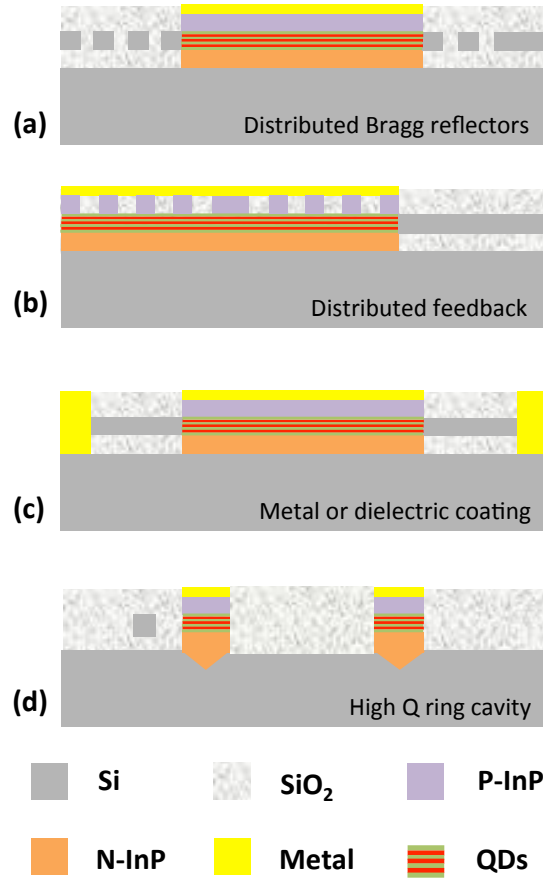 (a)
Distributed Bragg reflectors
(b)
Distributed feedback
(c)
Metal or dielectric coating
(d)
High Q ring cavity
Si
SiO₂
P-InP
N-InP
Metal
QDs